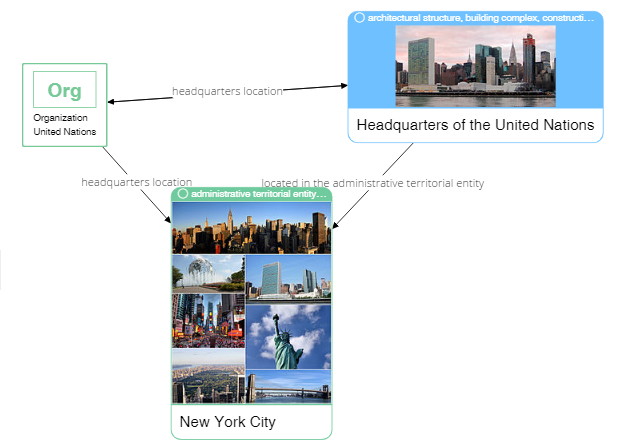 architectural structure, building complex, constructi...
Org
Organization
United Nations
headquarters location
Headquarters of the United Nations
headquarters location
located in the administrative territorial entity
administrative territorial entity...
New York City